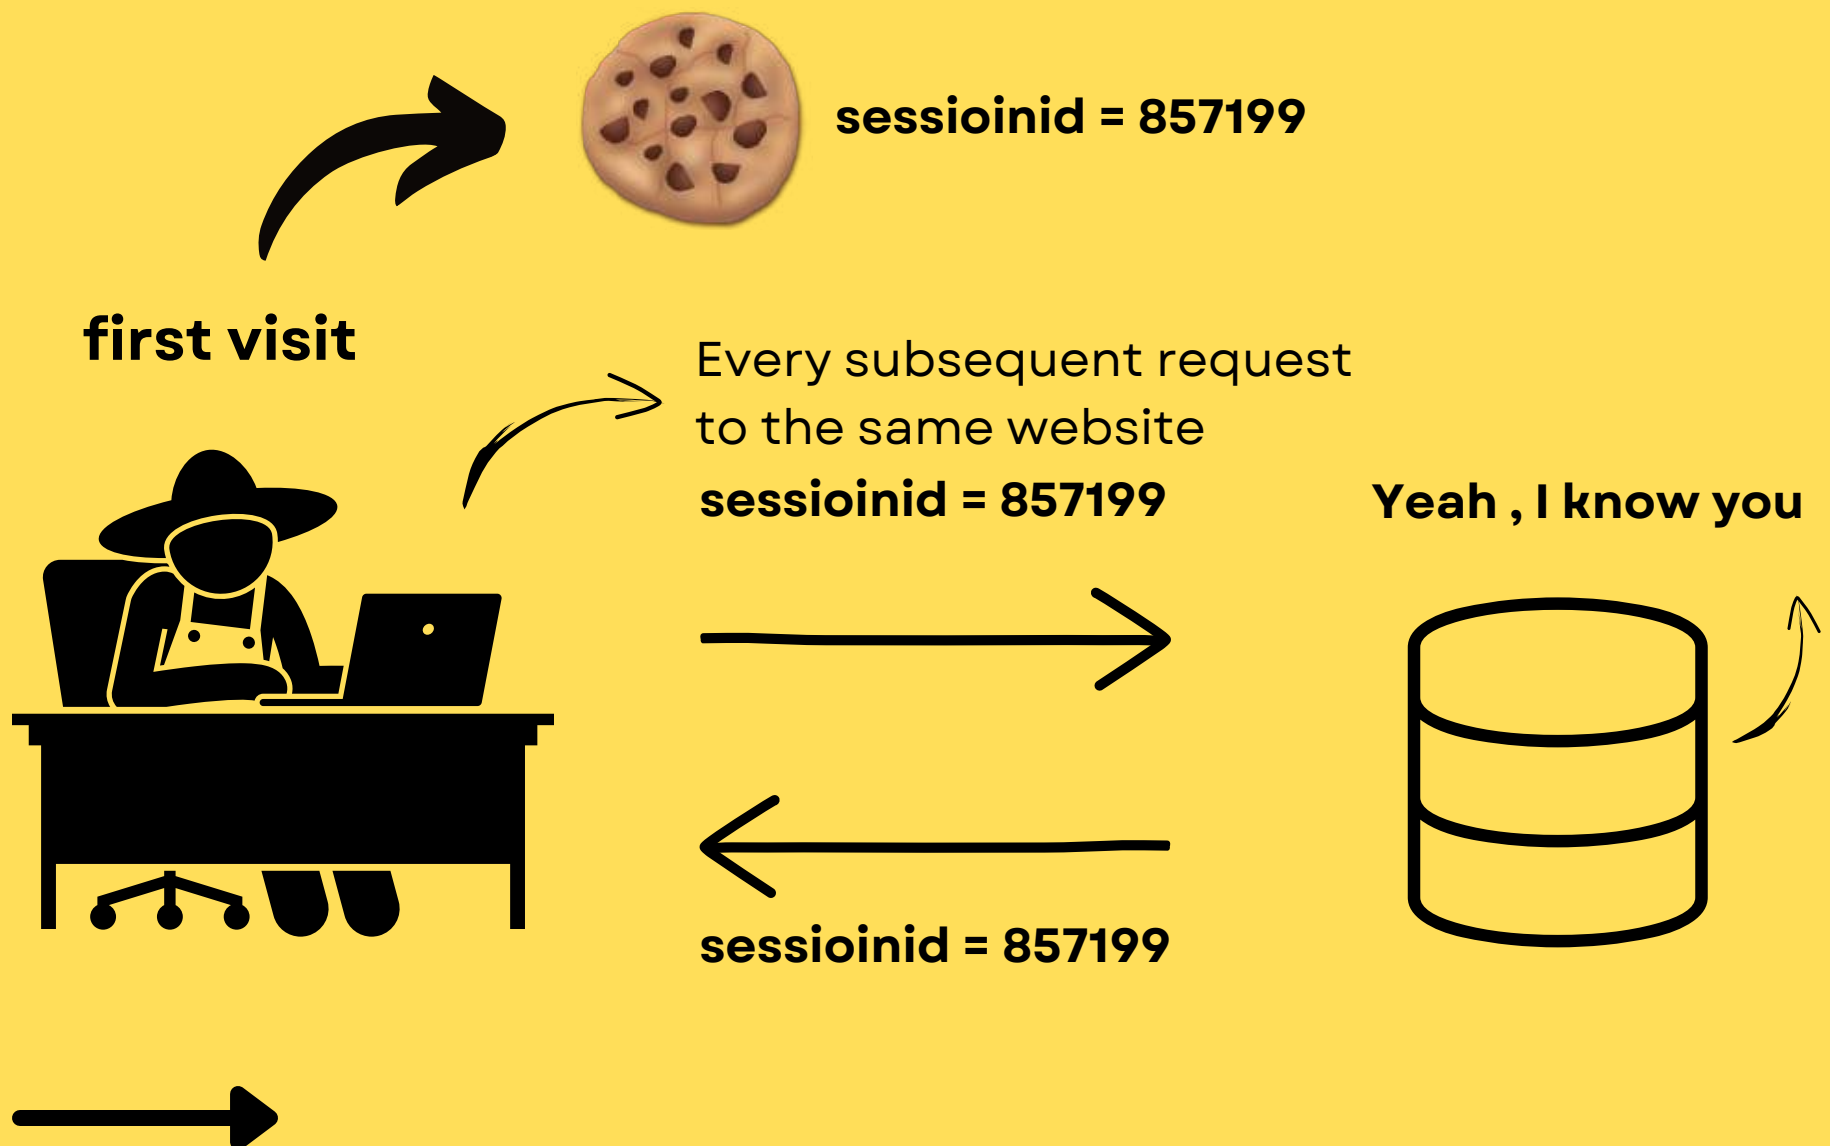 sessioinid = 857199
first visit
Every subsequent request
to the same website
sessioinid = 857199
Yeah , I know you
sessioinid = 857199